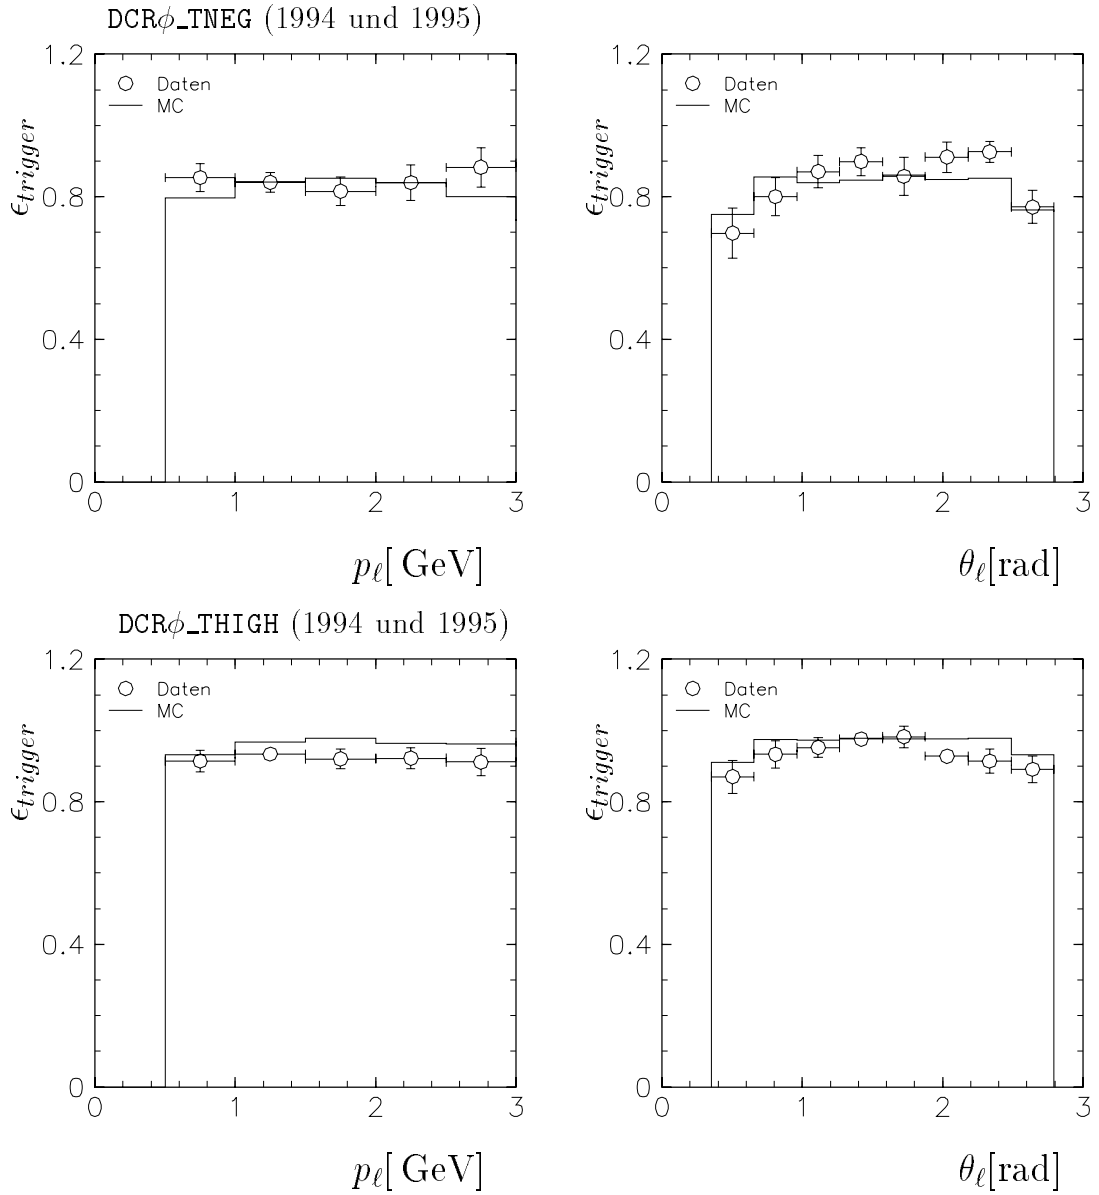 DCRϕ_TNEG (1994 und 1995)
1.2
Daten
MC
ϵtrigger
0.8
0.4
0
0 1 2 3
pℓ[ GeV]
1.2
Daten
MC
ϵtrigger
0.8
0.4
0
0 1 2 3
θℓ[rad]
DCRϕ_THIGH (1994 und 1995)
1.2
Daten
MC
ϵtrigger
0.8
0.4
0
0 1 2 3
pℓ[ GeV]
1.2
Daten
MC
ϵtrigger
0.8
0.4
0
0 1 2 3
θℓ[rad]